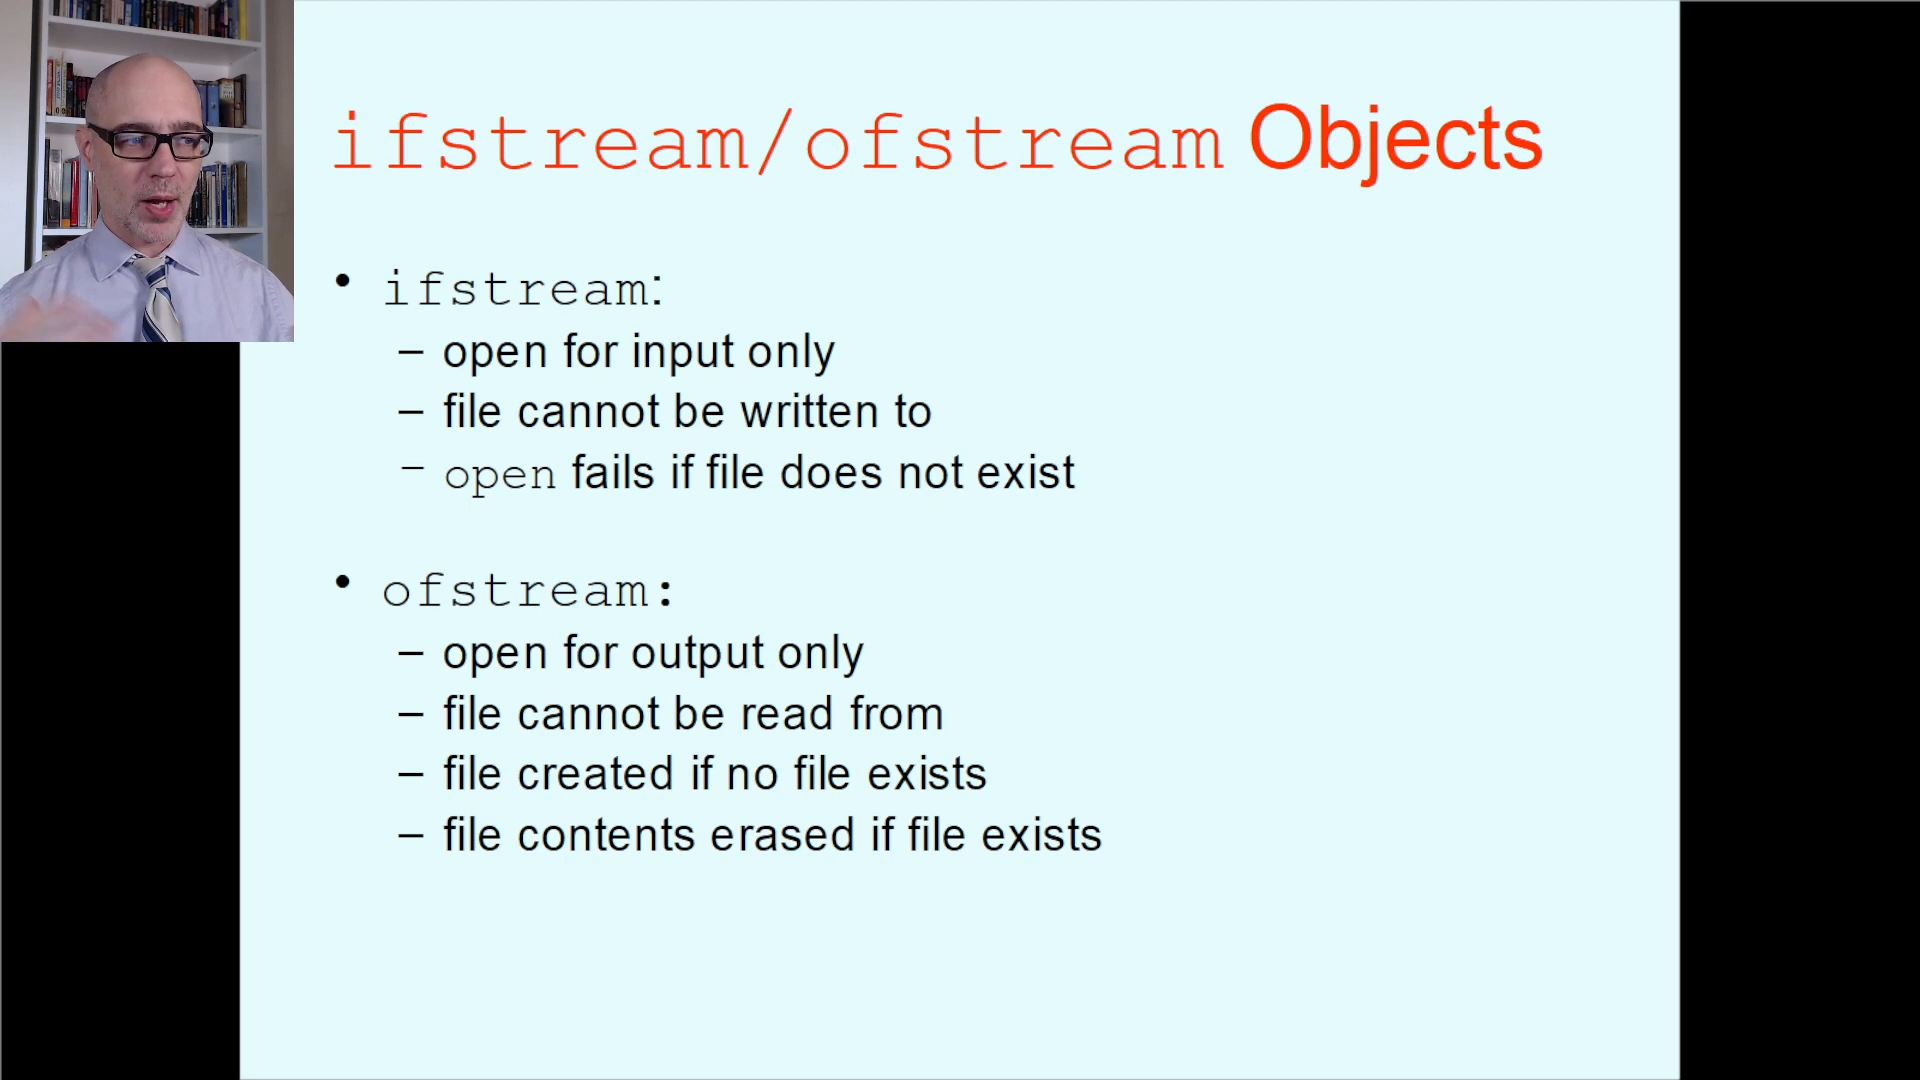 ifstream/ofstream Objects
• ifstream:
– open for input only
– file cannot be written to
– open fails if file does not exist
• ofstream:
– open for output only
– file cannot be read from
– file created if no file exists
– file contents erased if file exists